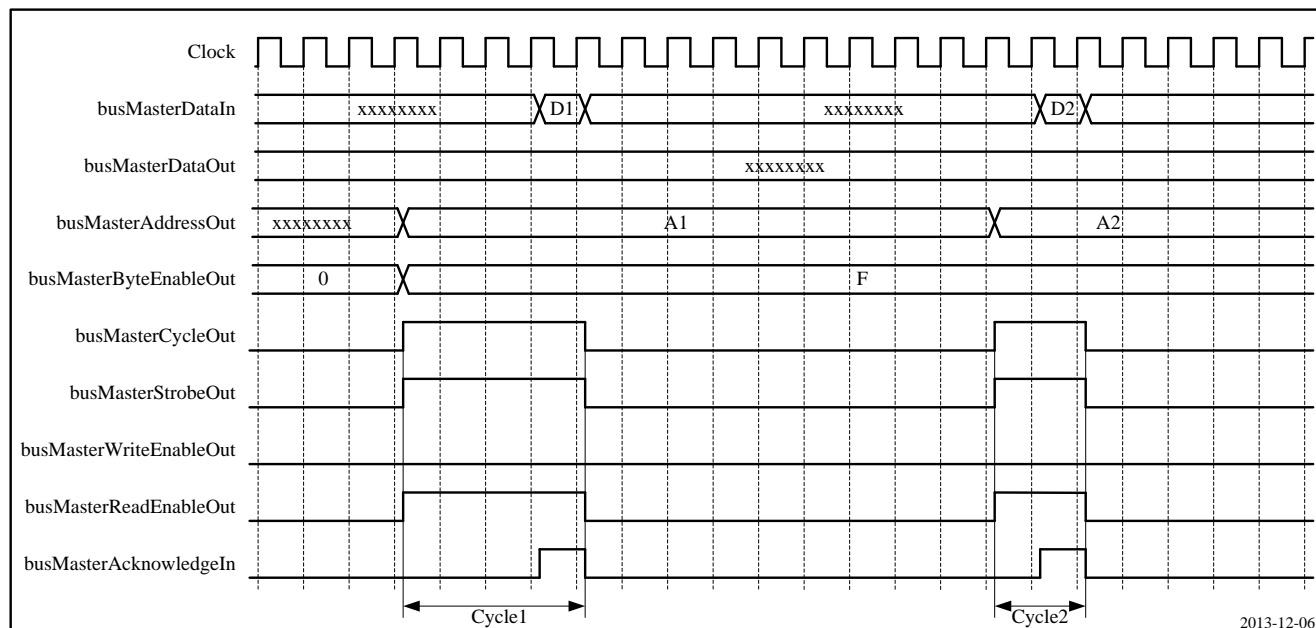 Clock
busMasterDataIn xxxxxxxx D1 xxxxxxxx D2
busMasterDataOut xxxxxxxx
busMasterAddressOut xxxxxxxx A1 A2
busMasterByteEnableOut 0 F
busMasterCycleOut
busMasterStrobeOut
busMasterWriteEnableOut
busMasterReadEnableOut
busMasterAcknowledgeIn
Cycle1 Cycle2
2013-12-06